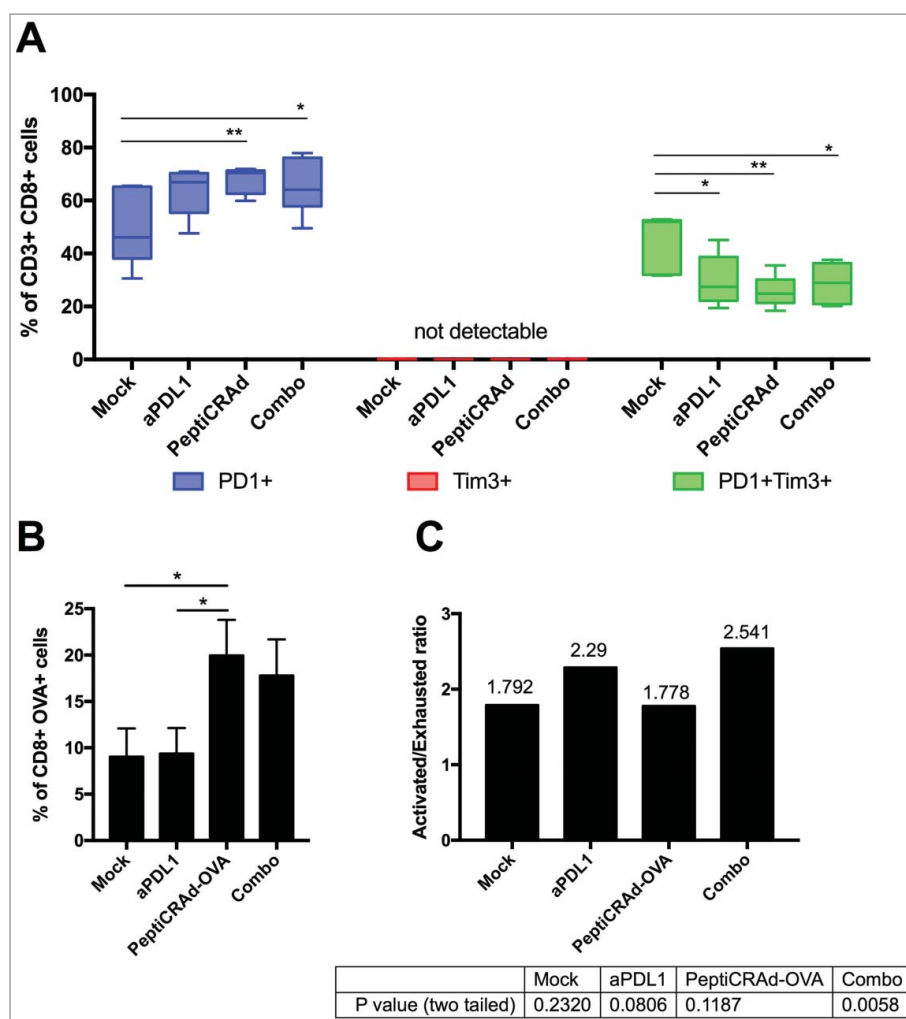 A
% of CD3+ CD8+ cells
100
80
60
40
20
0
*
**
*
**
*
not detectable
Mock
aPDL1
PeptiCRAd
Combo
Mock
aPDL1
PeptiCRAd
Combo
Mock
aPDL1
PeptiCRAd
Combo
PD1+
Tim3+
PD1+Tim3+
B
% of CD8+ OVA+ cells
25
20
15
10
5
0
*
*
Mock
aPDL1
PeptiCRAd-OVA
Combo
C
Activated/Exhausted ratio
3
2
1
0
1.792
2.29
1.778
2.541
Mock
aPDL1
PeptiCRAd-OVA
Combo
Mock aPDL1 PeptiCRAd-OVA Combo
P value (two tailed) 0.2320 0.0806 0.1187 0.0058